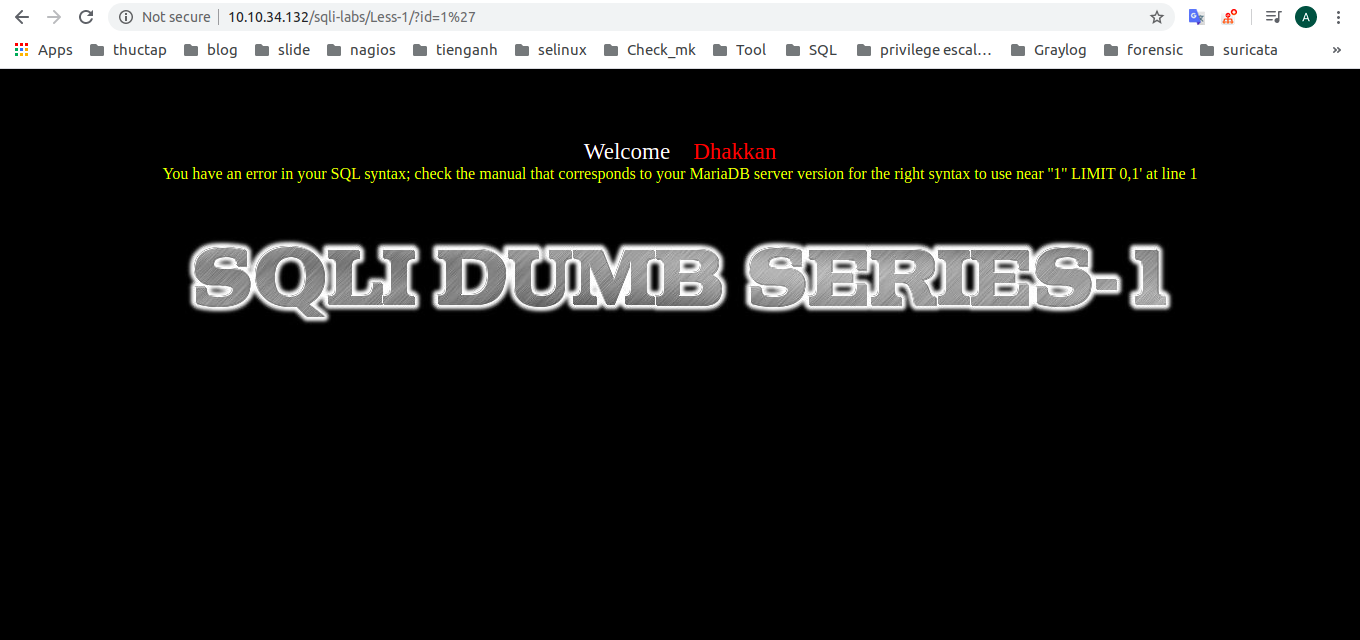 Not secure | 10.10.34.132/sqli-labs/Less-1/?id=1%27
A
Apps thuctap blog slide nagios tienganh selinux Check_mk Tool SQL privilege escal... Graylog forensic suricata »
Welcome Dhakkan
You have an error in your SQL syntax; check the manual that corresponds to your MariaDB server version for the right syntax to use near ''1'' LIMIT 0,1' at line 1
SQLI DUMB SERIES-1